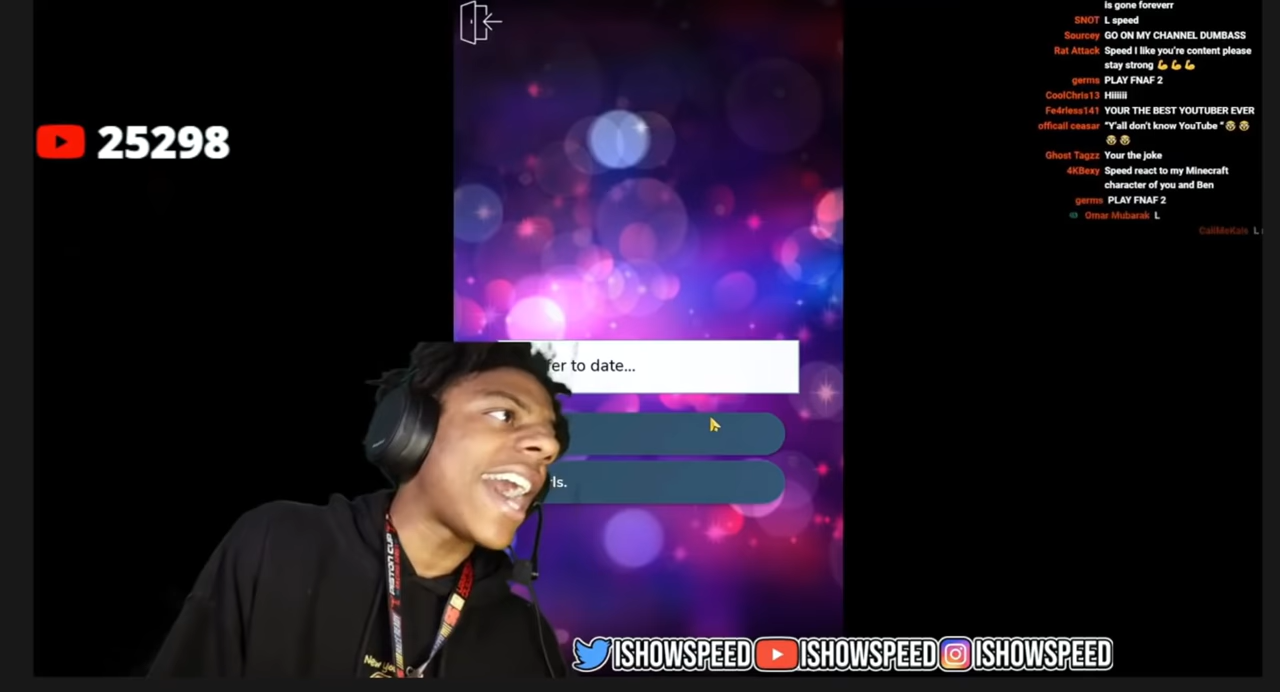 is gone foreverr
SNOT L speed
Sourcey GO ON MY CHANNEL DUMBASS
Rat Attack Speed I like you're content please
stay strong 💪💪💪
germs PLAY FNAF 2
CoolChris13 Hiiiiii
Fe4rless141 YOUR THE BEST YOUTUBER EVER
officail ceasar "Y'all don't know YouTube "
Ghost Tagzz Your the joke
4KBexy Speed react to my Minecraft
character of you and Ben
germs PLAY FNAF 2
Omar Mubarak L
25298
er to date...
rls.
ISHOWSPEED ISHOWSPEED ISHOWSPEED